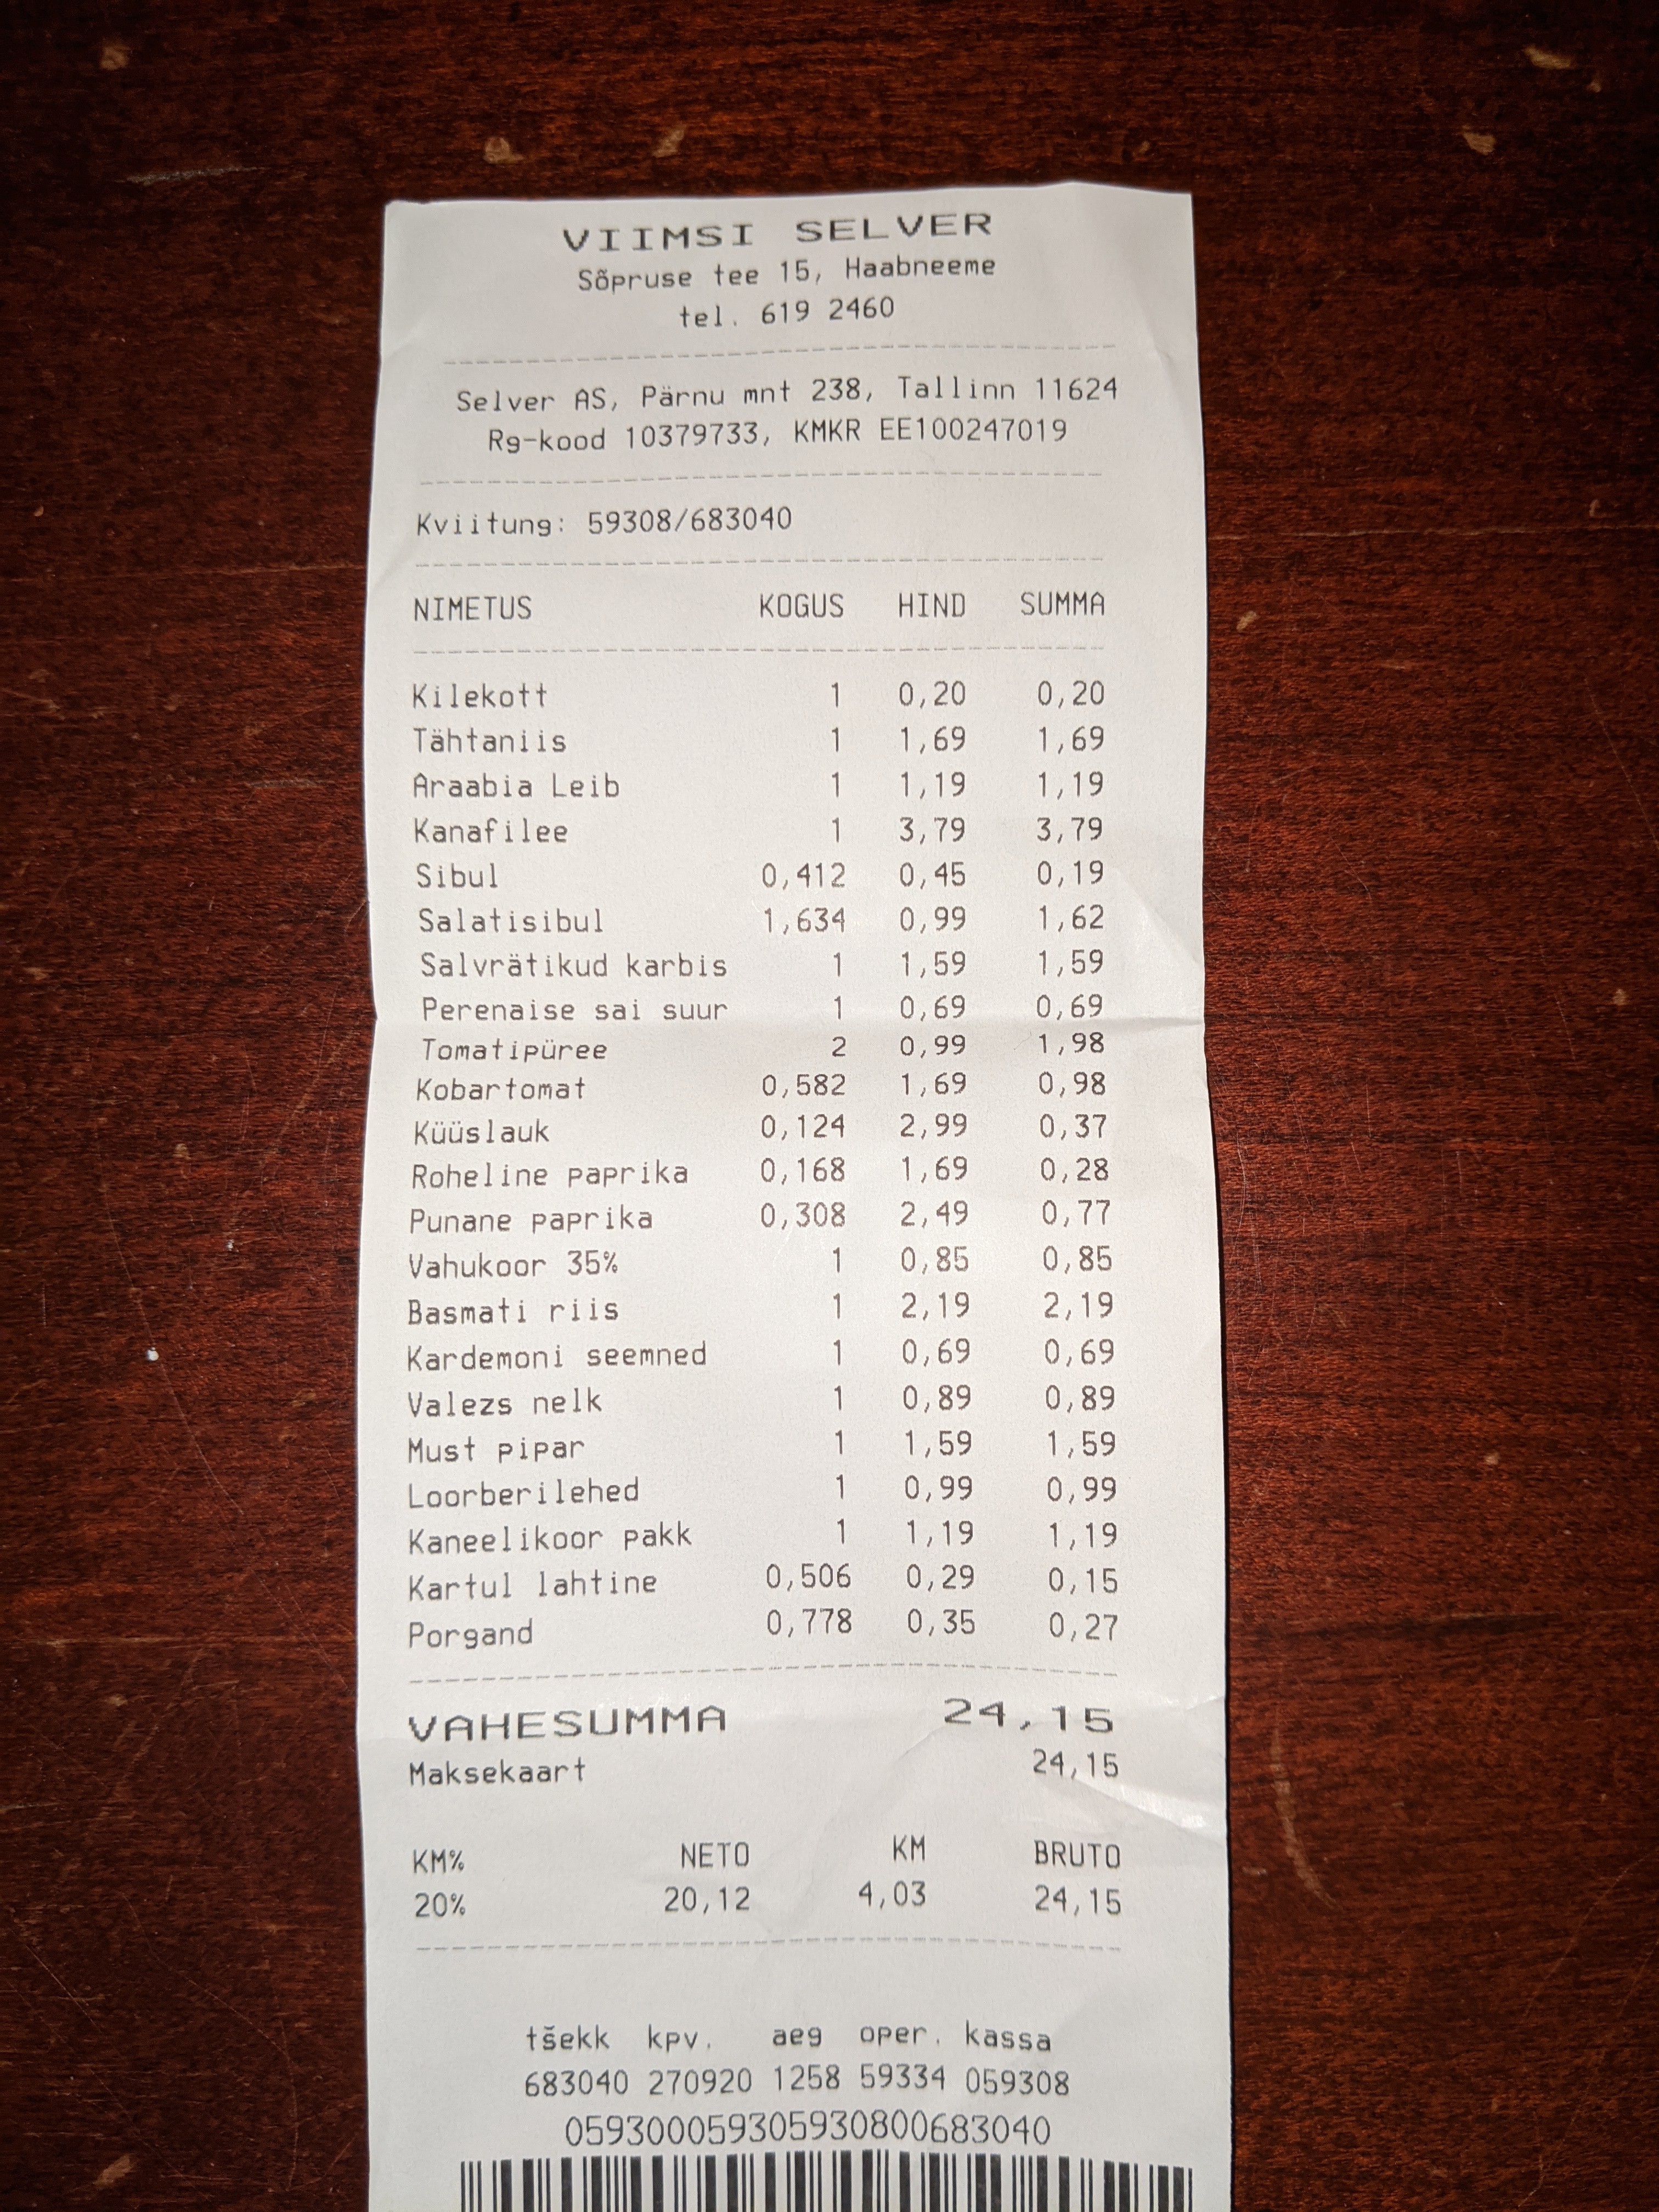 VIIMSI SELVER
Sõpruse tee 15, Haabneeme
tel. 619 2460
Selver AS, Pärnu mnt 238, Tallinn 11624
Rg-kood 10379733, KMKR EE100247019
Kviitung: 59308/683040
NIMETUS KOGUS HIND SUMMA
Kilekott 1 0,20 0,20
Tähtaniis 1 1,69 1,69
Araabia Leib 1 1,19 1,19
Kanafilee 1 3,79 3,79
Sibul 0,412 0,45 0,19
Salatisibul 1,634 0,99 1,62
Salvrätikud karbis 1 1,59 1,59
Perenaise sai suur 1 0,69 0,69
Tomatipüree 2 0,99 1,98
Kobartomat 0,582 1,69 0,98
Küüslauk 0,124 2,99 0,37
Roheline paprika 0,168 1,69 0,28
Punane paprika 0,308 2,49 0,77
Vahukoor 35% 1 0,85 0,85
Basmati riis 1 2,19 2,19
Kardemoni seemned 1 0,69 0,69
Valezs nelk 1 0,89 0,89
Must pipar 1 1,59 1,59
Loorberilehed 1 0,99 0,99
Kaneelikoor pakk 1 1,19 1,19
Kartul lahtine 0,506 0,29 0,15
Porgand 0,778 0,35 0,27
VAHESUMMA 24,15
Maksekaart 24,15
KM% NETO KM BRUTO
20% 20,12 4,03 24,15
tšekk kpv. aeg oper. kassa
683040 270920 1258 59334 059308
059300059305930800683040